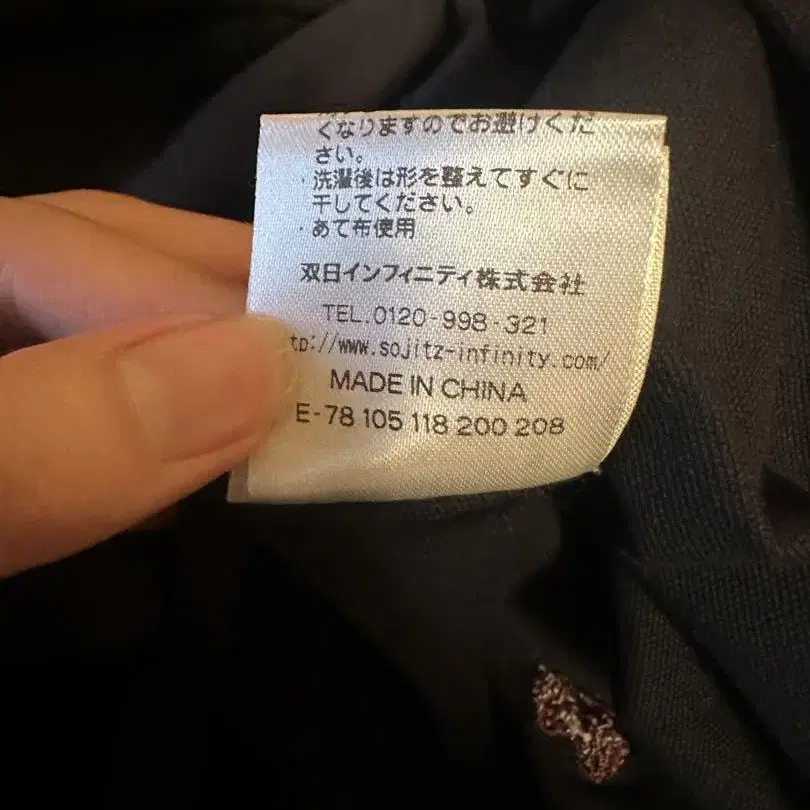 くなりますのでお避けくだ
さい。
・洗濯後は形を整えてすぐに
干してください。
・あて布使用
双日インフィニティ株式会社
TEL.0120-998-321
tp://www.sojitz-infinity.com/
MADE IN CHINA
E-78 105 118 200 208